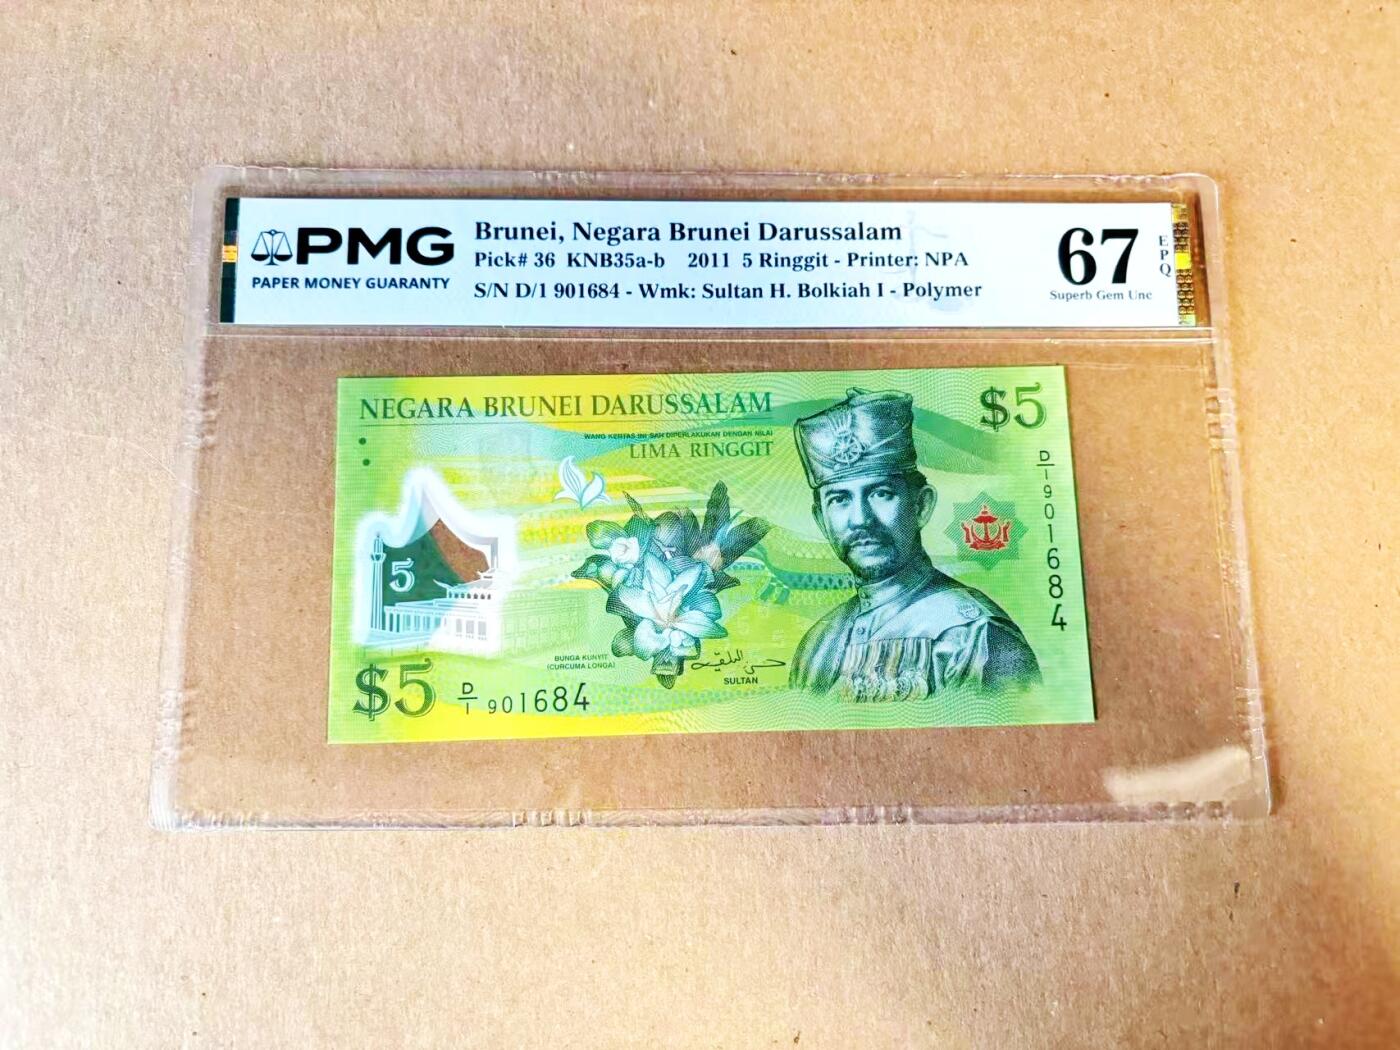 PMG
PAPER MONEY GUARANTY
Brunei, Negara Brunei Darussalam
Pick# 36 KNB35a-b 2011 5 Ringgit - Printer: NPA
S/N D/1 901684 - Wmk: Sultan H. Bolkiah I - Polymer
67
Superb Gem Unc
EPQ
NEGARA BRUNEI DARUSSALAM
WANG KERTAS INI SAH DIPERLAKUKAN DENGAN NILAI
LIMA RINGGIT
$5
D/1 901684
5
BUNGA KUNYIT
(CURCUMA LONGA)
SULTAN
$5
D/1 901684